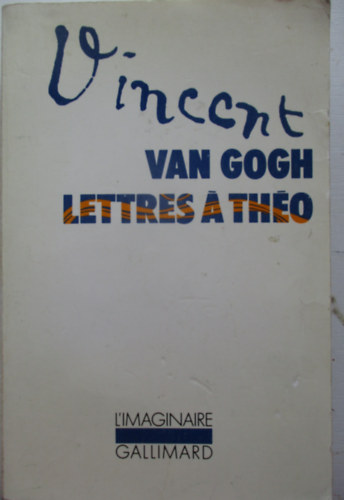 Vincent
VAN GOGH
LETTRES À THÉO
L'IMAGINAIRE
GALLIMARD